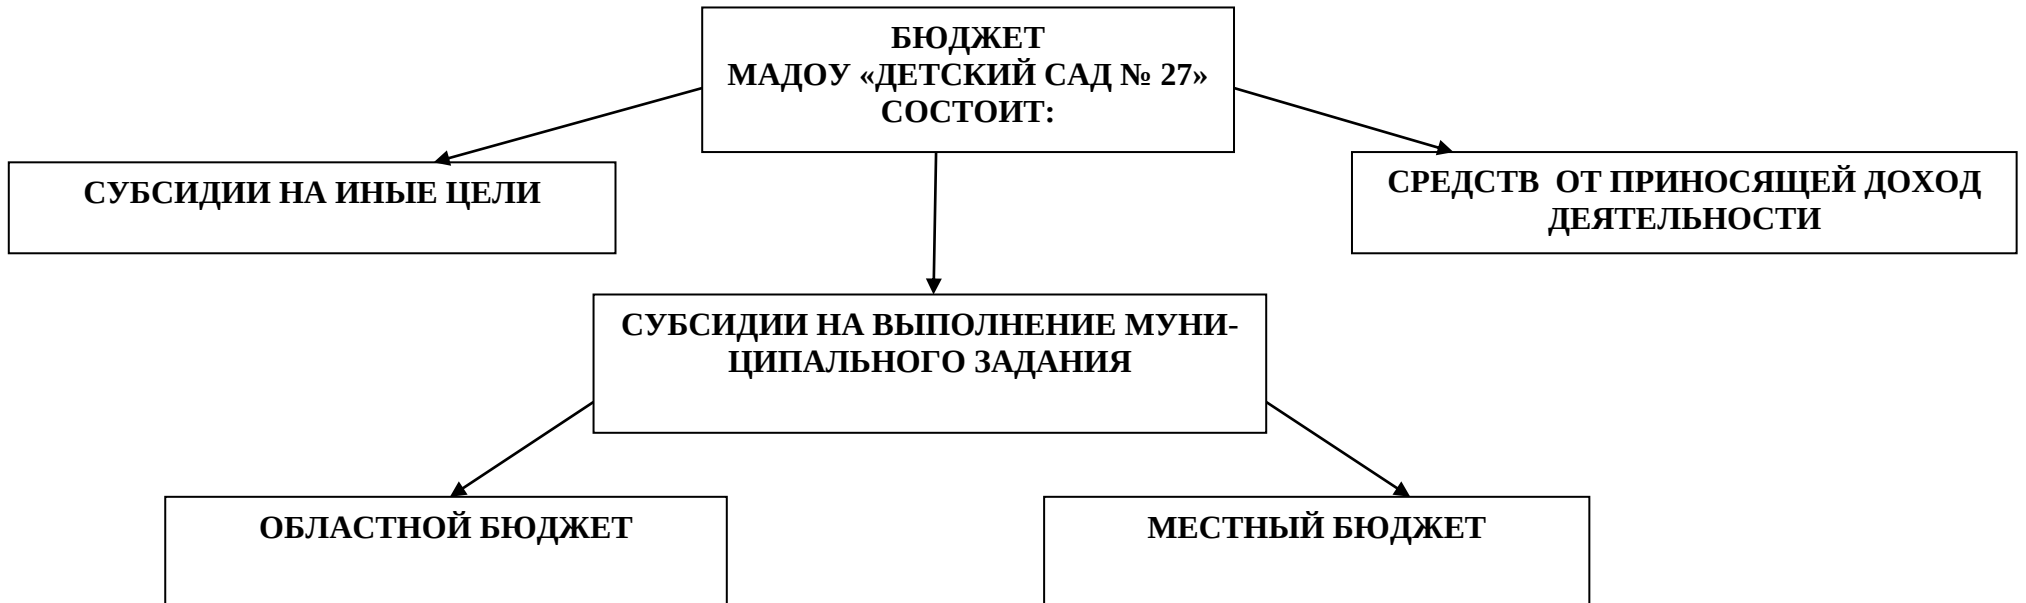 БЮДЖЕТ
МАДОУ «ДЕТСКИЙ САД № 27»
СОСТОИТ:
СУБСИДИИ НА ИНЫЕ ЦЕЛИ
СРЕДСТВ  ОТ ПРИНОСЯЩЕЙ ДОХОД
ДЕЯТЕЛЬНОСТИ
СУБСИДИИ НА ВЫПОЛНЕНИЕ МУНИ-
ЦИПАЛЬНОГО ЗАДАНИЯ
ОБЛАСТНОЙ БЮДЖЕТ
МЕСТНЫЙ БЮДЖЕТ